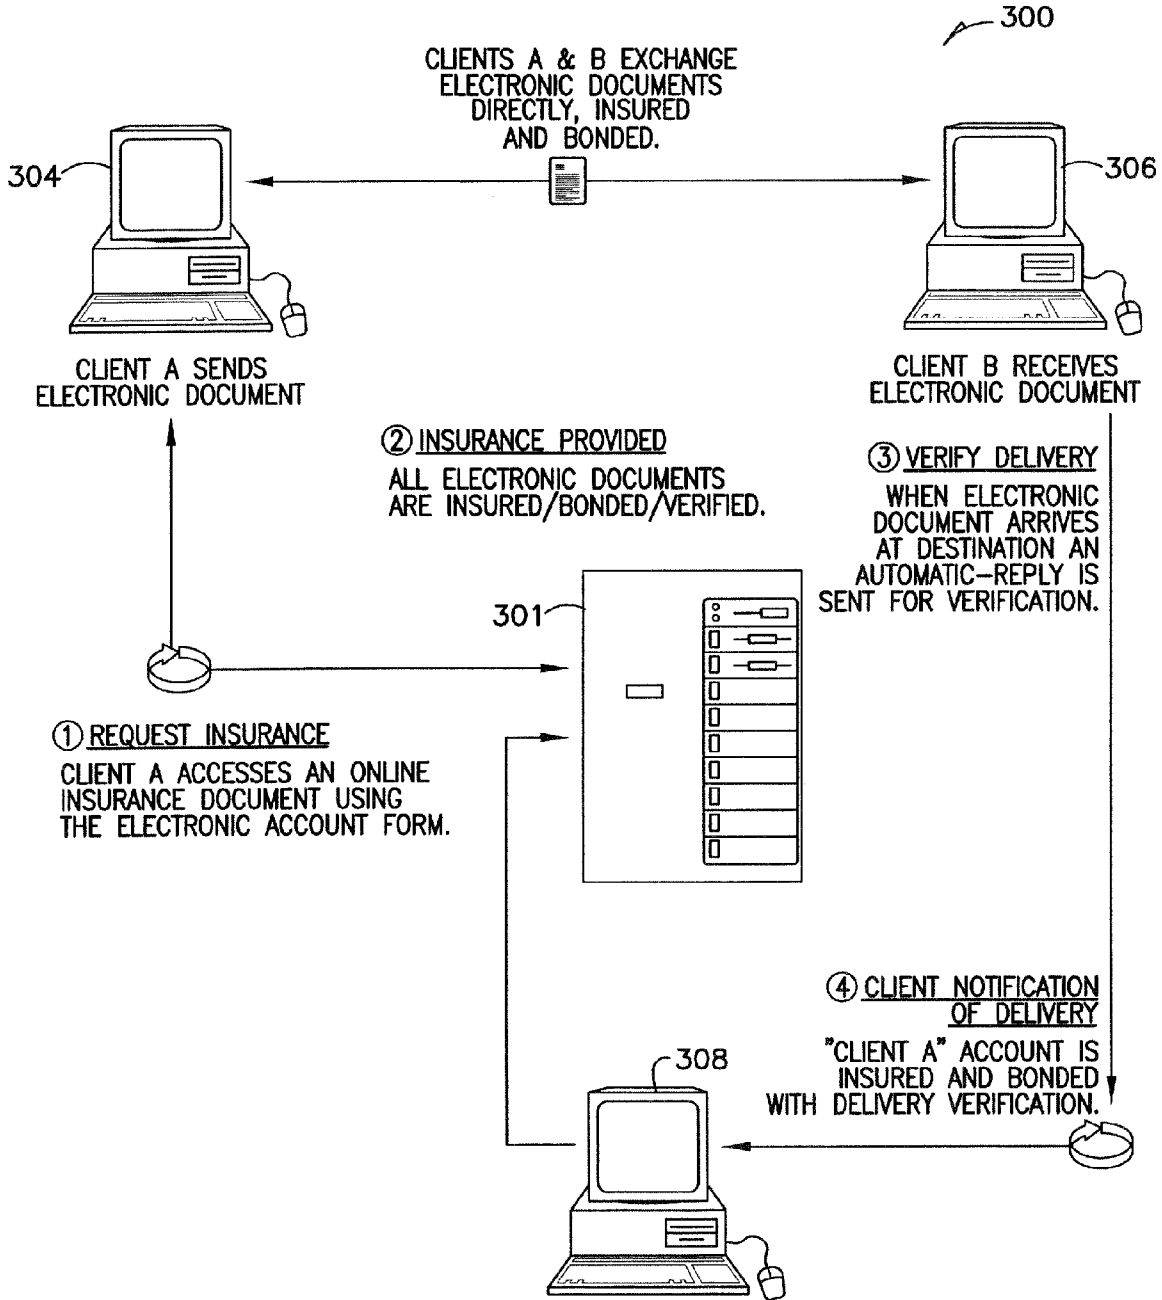 300
CLIENTS A & B EXCHANGE
ELECTRONIC DOCUMENTS
DIRECTLY, INSURED
AND BONDED.
304
306
CLIENT A SENDS
ELECTRONIC DOCUMENT
CLIENT B RECEIVES
ELECTRONIC DOCUMENT
② INSURANCE PROVIDED
ALL ELECTRONIC DOCUMENTS
ARE INSURED/BONDED/VERIFIED.
③ VERIFY DELIVERY
WHEN ELECTRONIC
DOCUMENT ARRIVES
AT DESTINATION AN
AUTOMATIC-REPLY IS
SENT FOR VERIFICATION.
301
① REQUEST INSURANCE
CLIENT A ACCESSES AN ONLINE
INSURANCE DOCUMENT USING
THE ELECTRONIC ACCOUNT FORM.
④ CLIENT NOTIFICATION
OF DELIVERY
"CLIENT A" ACCOUNT IS
INSURED AND BONDED
WITH DELIVERY VERIFICATION.
308